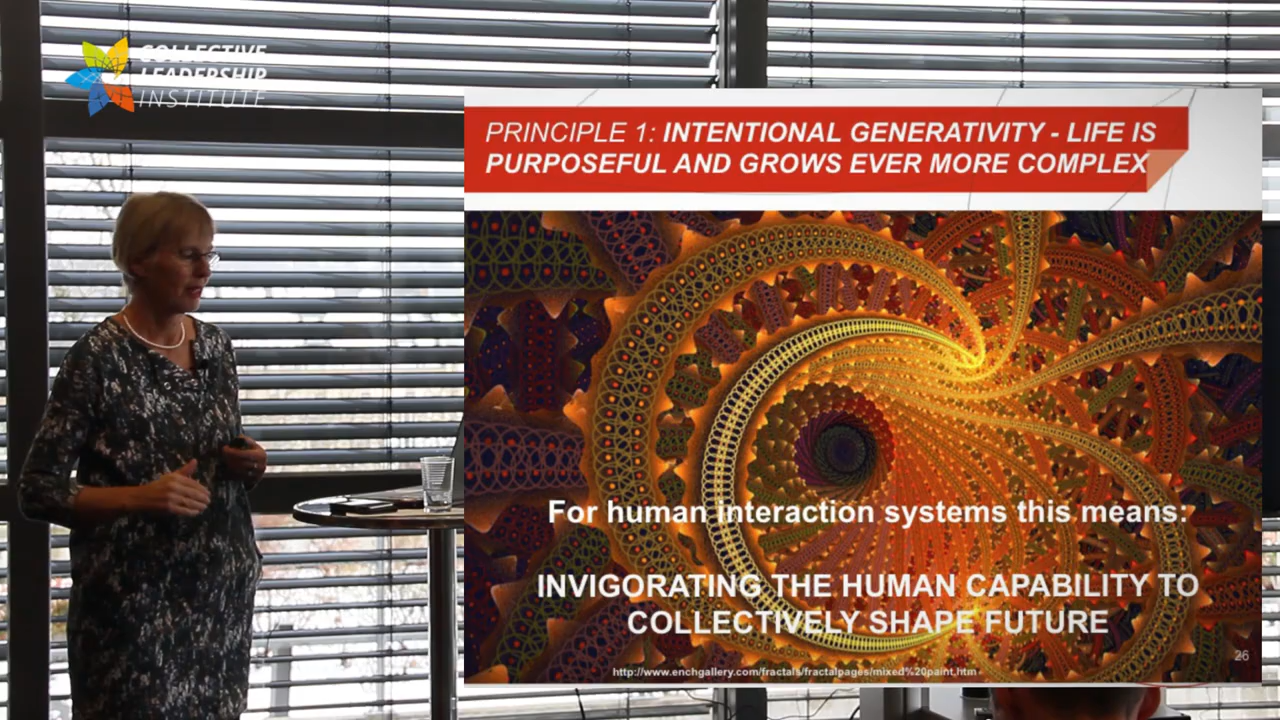 COLLECTIVE
LEADERSHIP
INSTITUTE
PRINCIPLE 1: INTENTIONAL GENERATIVITY - LIFE IS
PURPOSEFUL AND GROWS EVER MORE COMPLEX
For human interaction systems this means:
INVIGORATING THE HUMAN CAPABILITY TO
COLLECTIVELY SHAPE FUTURE
26
http://www.enchgallery.com/fractals/fractalpages/mixed%20paint.htm